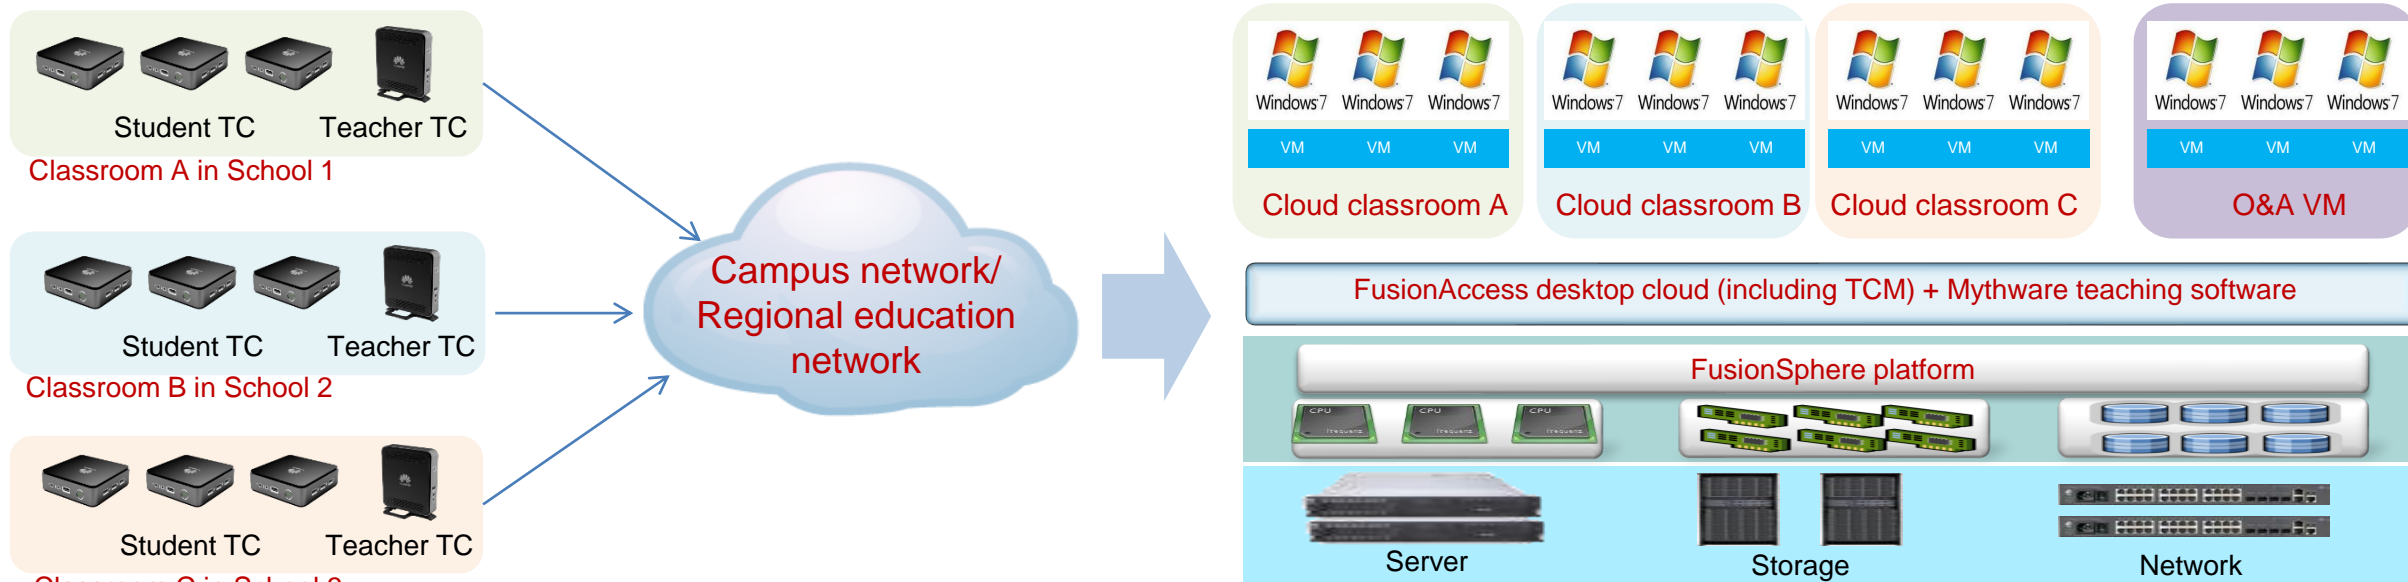 Student TC Teacher TC
Classroom A in School 1
Student TC Teacher TC
Classroom B in School 2
Student TC Teacher TC
Campus network/
Regional education
network
Windows 7 Windows 7 Windows 7
VM VM VM
Cloud classroom A
Windows 7 Windows 7 Windows 7
VM VM VM
Cloud classroom B
Windows 7 Windows 7 Windows 7
VM VM VM
Cloud classroom C
Windows 7 Windows 7 Windows 7
VM VM VM
O&A VM
FusionAccess desktop cloud (including TCM) + Mythware teaching software
FusionSphere platform
CPU CPU CPU
Server Storage Network